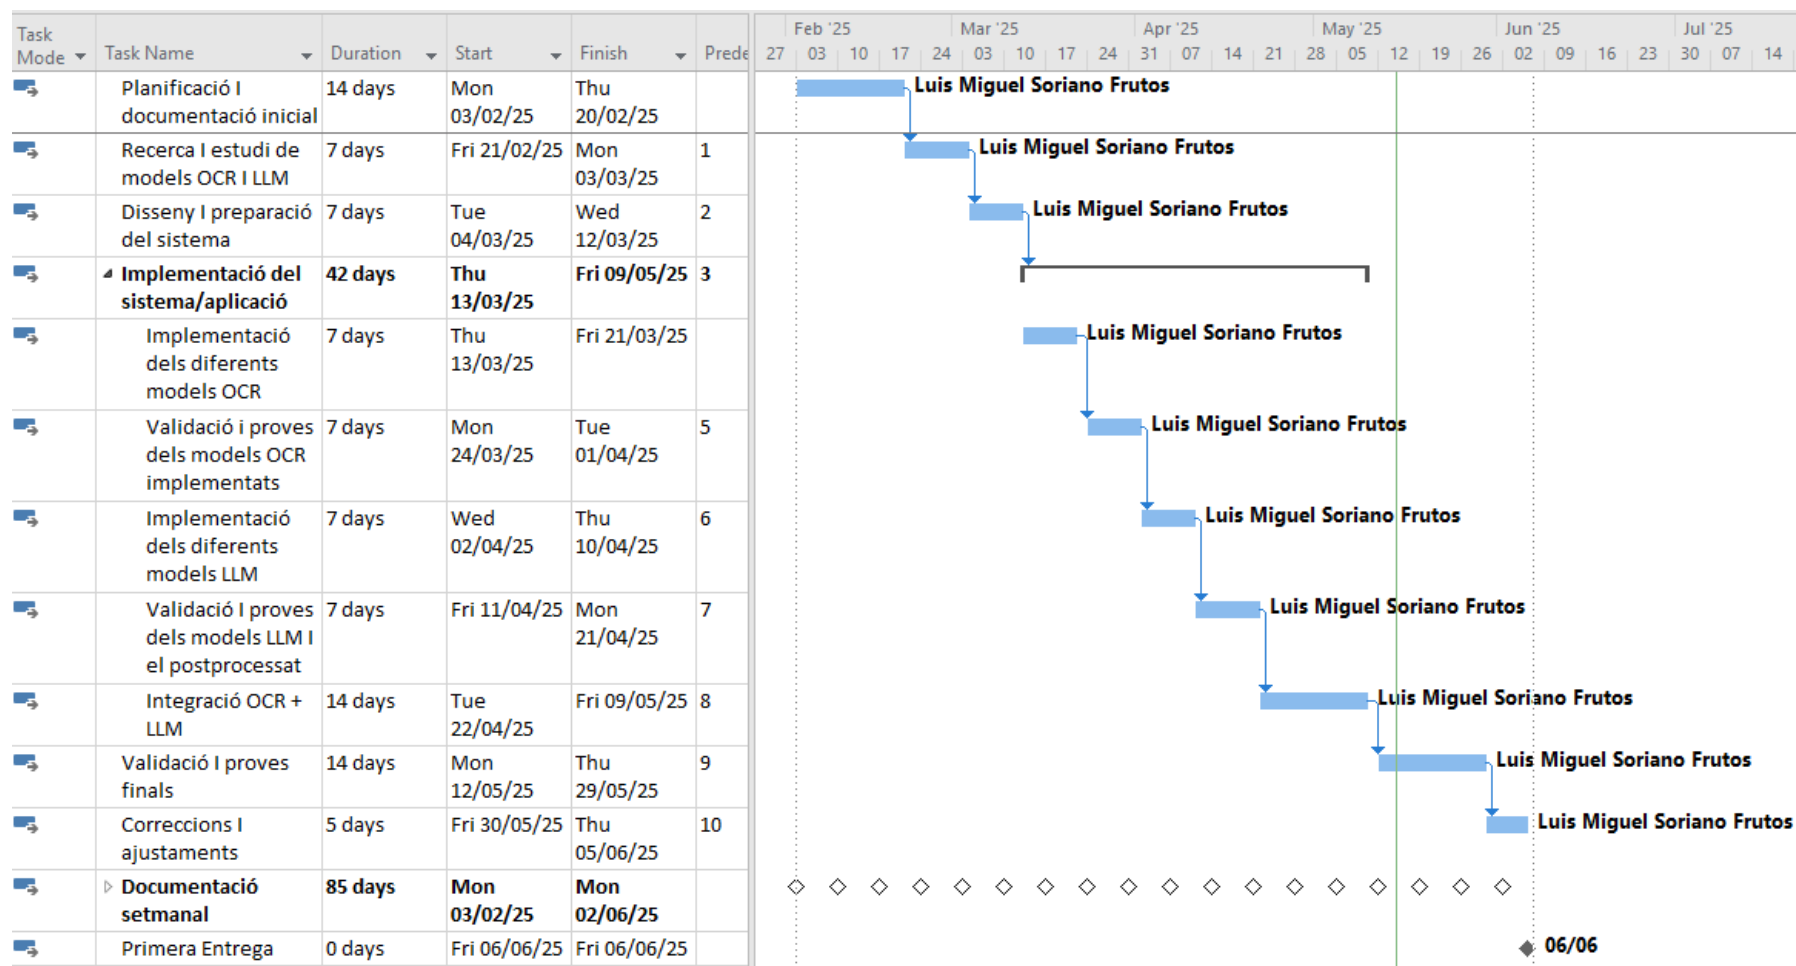 Task Mode Task Name Duration Start Finish Prede
Feb '25 Mar '25 Apr '25 May '25 Jun '25 Jul '25
27 03 10 17 24 03 10 17 24 31 07 14 21 28 05 12 19 26 02 09 16 23 30 07 14
Planificació I 14 days Mon Thu Luis Miguel Soriano Frutos
documentació inicial 03/02/25 20/02/25
Recerca I estudi de 7 days Fri 21/02/25 Mon 1 Luis Miguel Soriano Frutos
models OCR I LLM 03/03/25
Disseny I preparació 7 days Tue Wed 2 Luis Miguel Soriano Frutos
del sistema 04/03/25 12/03/25
Implementació del 42 days Thu Fri 09/05/25 3
sistema/aplicació 13/03/25
Implementació 7 days Thu Fri 21/03/25 Luis Miguel Soriano Frutos
dels diferents 13/03/25
models OCR
Validació i proves 7 days Mon Tue 5 Luis Miguel Soriano Frutos
dels models OCR 24/03/25 01/04/25
implementats
Implementació 7 days Wed Thu 6 Luis Miguel Soriano Frutos
dels diferents 02/04/25 10/04/25
models LLM
Validació I proves 7 days Fri 11/04/25 Mon 7 Luis Miguel Soriano Frutos
dels models LLM I 21/04/25
el postprocessat
Integració OCR + 14 days Tue Fri 09/05/25 8 Luis Miguel Soriano Frutos
LLM 22/04/25
Validació I proves 14 days Mon Thu 9 Luis Miguel Soriano Frutos
finals 12/05/25 29/05/25
Correccions I 5 days Fri 30/05/25 Thu 10 Luis Miguel Soriano Frutos
ajustaments 05/06/25
Documentació 85 days Mon Mon
setmanal 03/02/25 02/06/25
Primera Entrega 0 days Fri 06/06/25 Fri 06/06/25 06/06